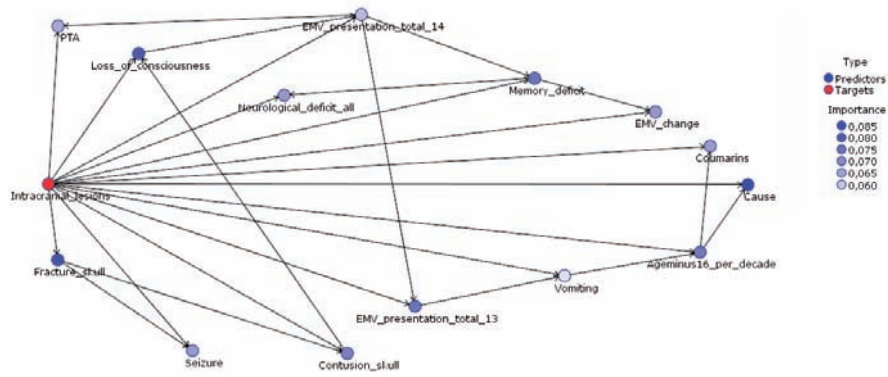 EMV_presentation_total_14
PTA
Loss_of_consciousness
Memory_deficit
Neurological_deficit_all
EMV_change
Coumarins
Intracranial_lesions
Cause
Fracture_skull
Ageminus16_per_decade
Vomiting
EMV_presentation_total_13
Seizure
Contusion_skull
Type
Predictors
Targets
Importance
0,085
0,080
0,075
0,070
0,065
0,060